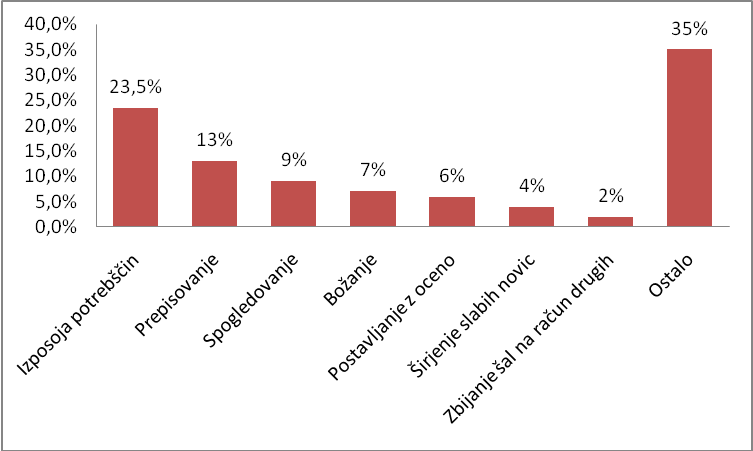 40,0%
35,0%
30,0%
25,0%
20,0%
15,0%
10,0%
5,0%
0,0%
23,5%
13%
9%
7%
6%
4%
2%
35%
Izposoja potrebščin
Prepisovanje
Spogledovanje
Božanje
Postavljanje z oceno
Širjenje slabih novic
Zbijanje šal na račun drugih
Ostalo